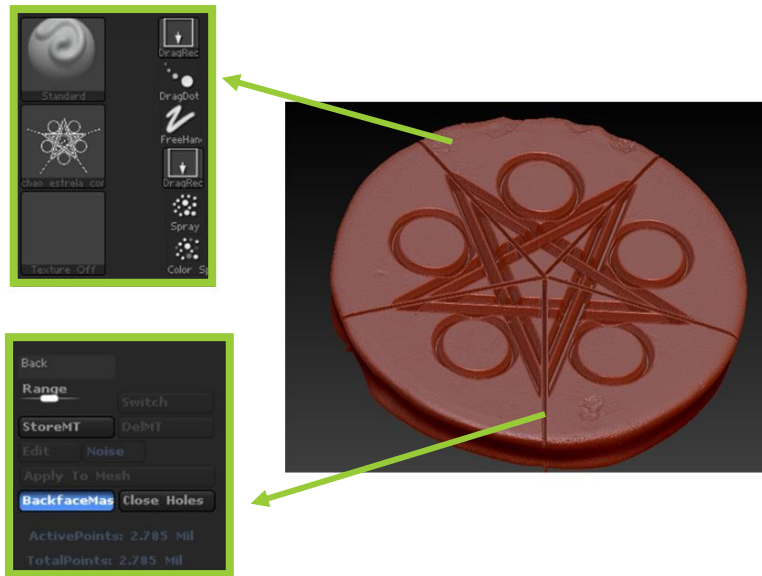 DragRec
Standard
DragDot
FreeHan
chao estrela cor
DragRec
Spray
Texture Off
Color Sp
Back
Range
Switch
StoreMT
DelMT
Edit
Noise
Apply To Mesh
BackfaceMas
Close Holes
ActivePoints: 2.785 Mil
TotalPoints: 2.785 Mil